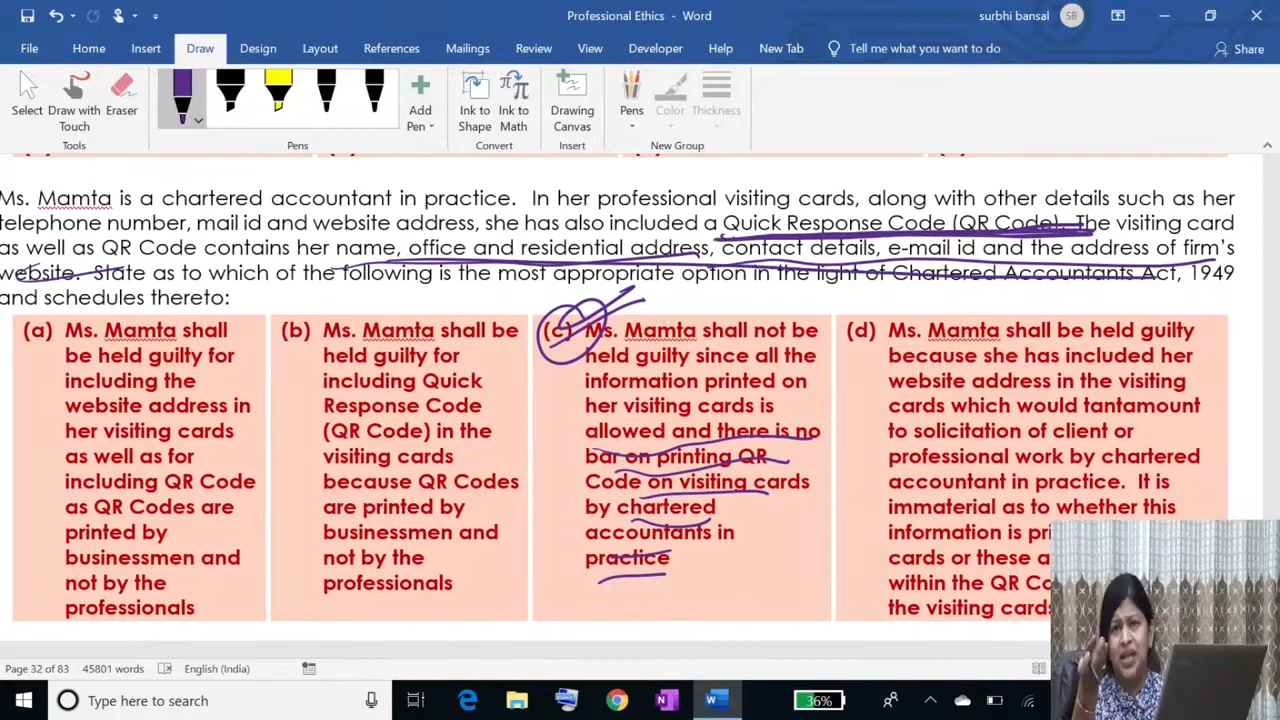 Professional Ethics - Word
surbhi bansal SB
File Home Insert Draw Design Layout References Mailings Review View Developer Help New Tab Tell me what you want to do Share
Select Draw with Touch Eraser Add Pen Ink to Shape Ink to Math Drawing Canvas Pens Color Thickness
Tools Pens Convert Insert New Group
Ms. Mamta is a chartered accountant in practice. In her professional visiting cards, along with other details such as her
telephone number, mail id and website address, she has also included a Quick Response Code (QR Code). The visiting card
as well as QR Code contains her name, office and residential address, contact details, e-mail id and the address of firm's
website. State as to which of the following is the most appropriate option in the light of Chartered Accountants Act, 1949
and schedules thereto:
(a) Ms. Mamta shall
be held guilty for
including the
website address in
her visiting cards
as well as for
including QR Code
as QR Codes are
printed by
businessmen and
not by the
professionals
(b) Ms. Mamta shall be
held guilty for
including Quick
Response Code
(QR Code) in the
visiting cards
because QR Codes
are printed by
businessmen and
not by the
professionals
(c) Ms. Mamta shall not be
held guilty since all the
information printed on
her visiting cards is
allowed and there is no
bar on printing QR
Code on visiting cards
by chartered
accountants in
practice
(d) Ms. Mamta shall be held guilty
because she has included her
website address in the visiting
cards which would tantamount
to solicitation of client or
professional work by chartered
accountant in practice. It is
immaterial as to whether this
information is
cards or these
within the QR
the visiting
Page 32 of 83 45801 words English (India)
Type here to search
36%